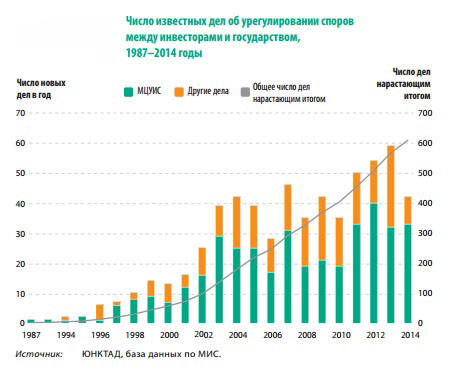 Число известных дел об урегулировании споров
между инвесторами и государством,
1987–2014 годы
Число новых
дел в год
Число дел
нарастающим
итогом
МЦУИС
Другие дела
Общее число дел
нарастающим итогом
70
60
50
40
30
20
10
0
700
600
500
400
300
200
100
0
1987 1994 1996 1998 2000 2002 2004 2006 2008 2010 2012 2014
Источник: ЮНКТАД, база данных по МИС.